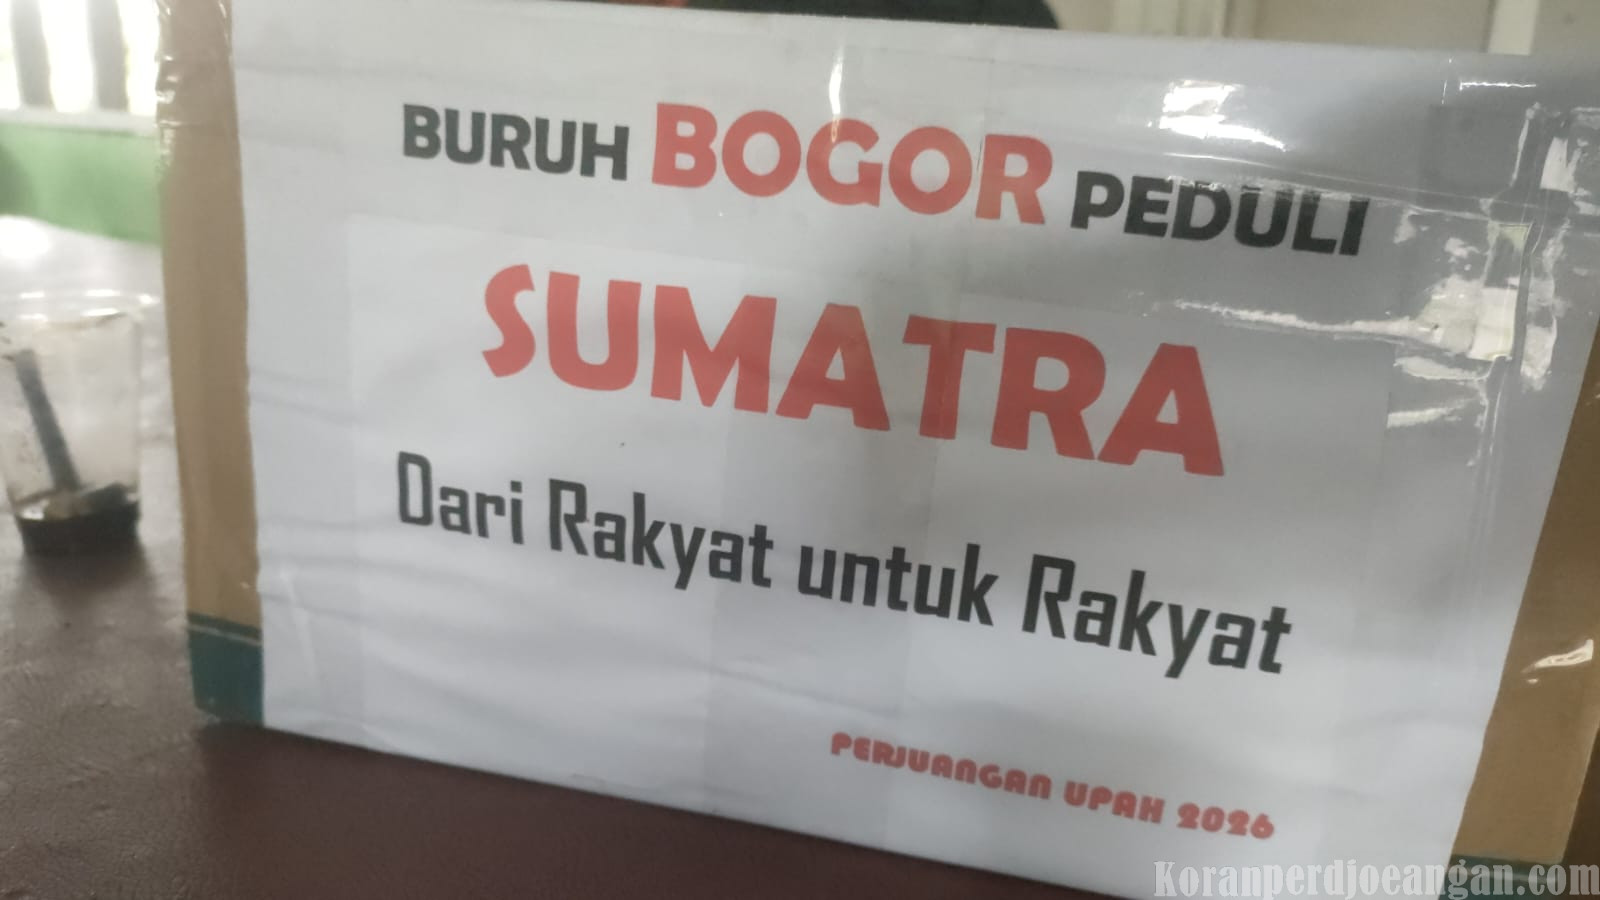 BURUH BOGOR PEDULI
SUMATRA
Dari Rakyat untuk Rakyat
PERJUANGAN UPAH 2026
Koranperdjoeangan.com